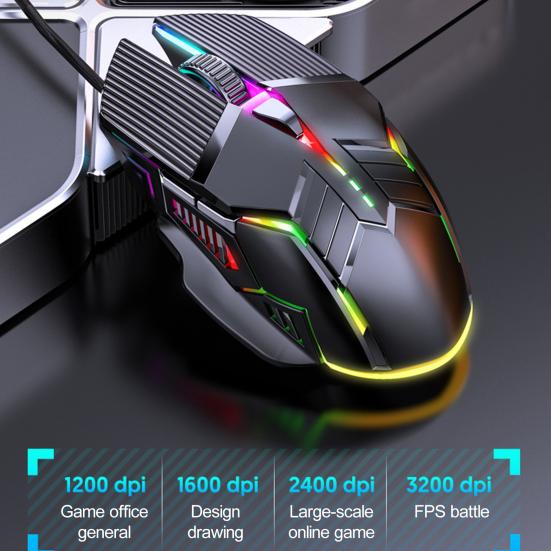 1200 dpi
Game office
general
1600 dpi
Design
drawing
2400 dpi
Large-scale
online game
3200 dpi
FPS battle